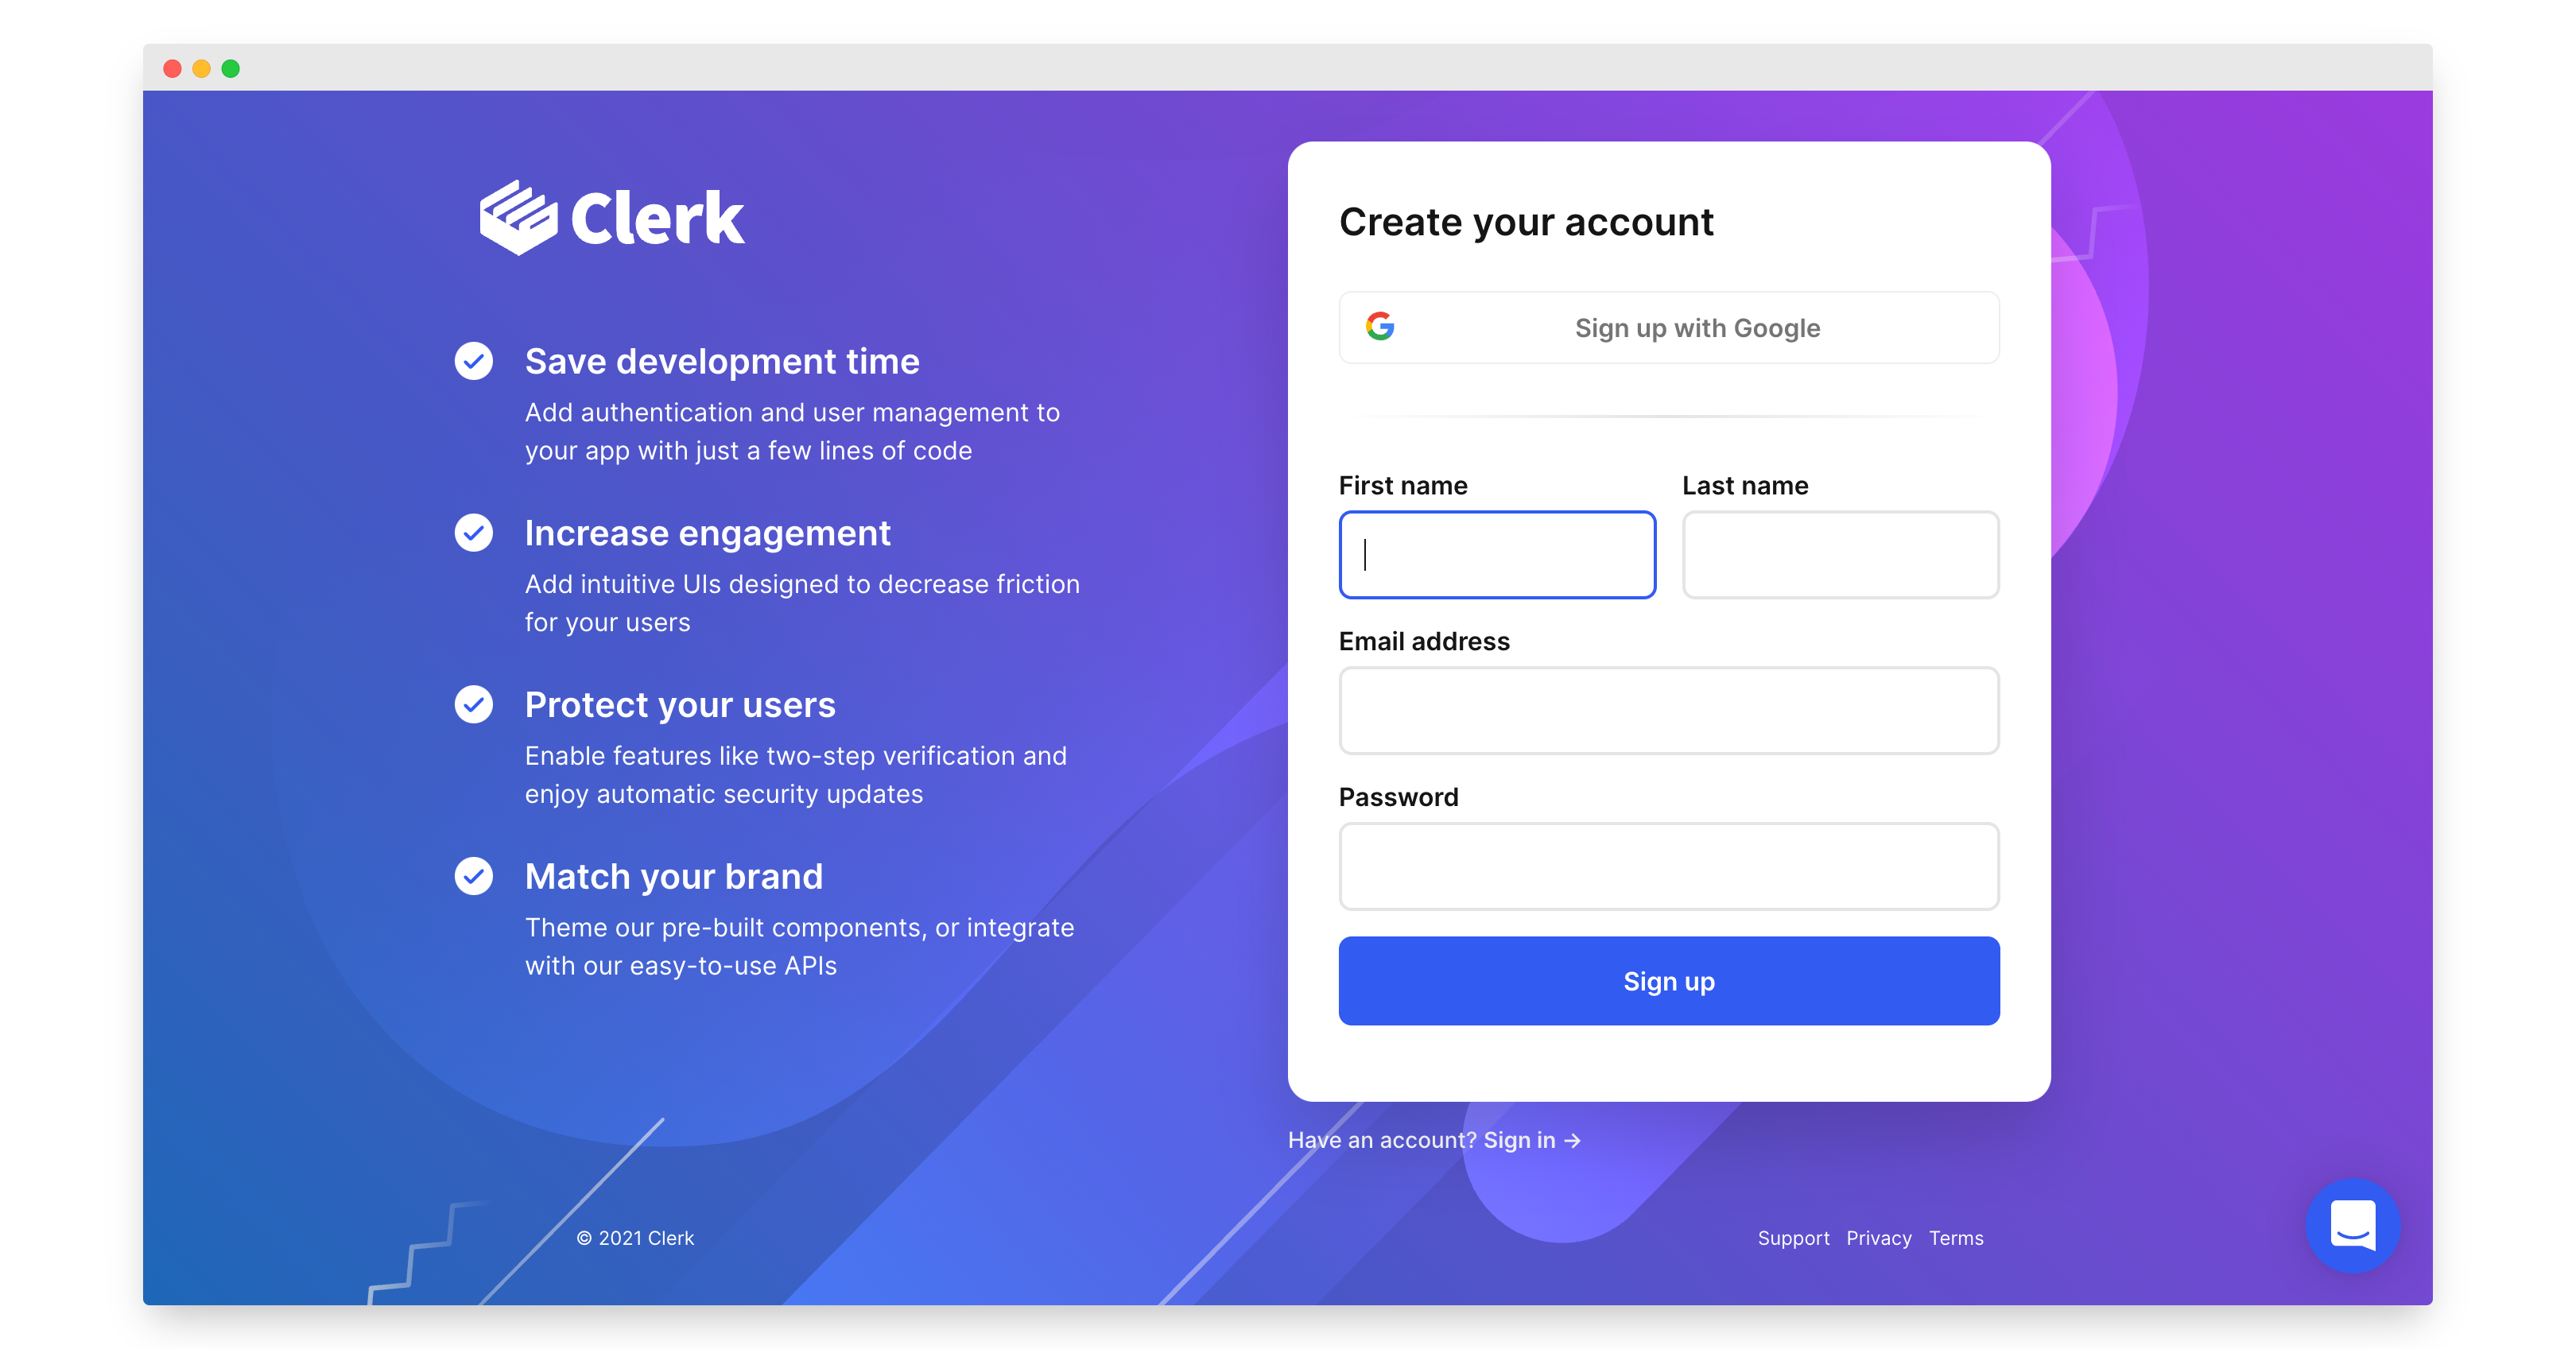 Clerk
Save development time
Add authentication and user management to
your app with just a few lines of code
Increase engagement
Add intuitive UIs designed to decrease friction
for your users
Protect your users
Enable features like two-step verification and
enjoy automatic security updates
Match your brand
Theme our pre-built components, or integrate
with our easy-to-use APIs
© 2021 Clerk
Create your account
Sign up with Google
First name Last name
Email address
Password
Sign up
Have an account? Sign in →
Support Privacy Terms